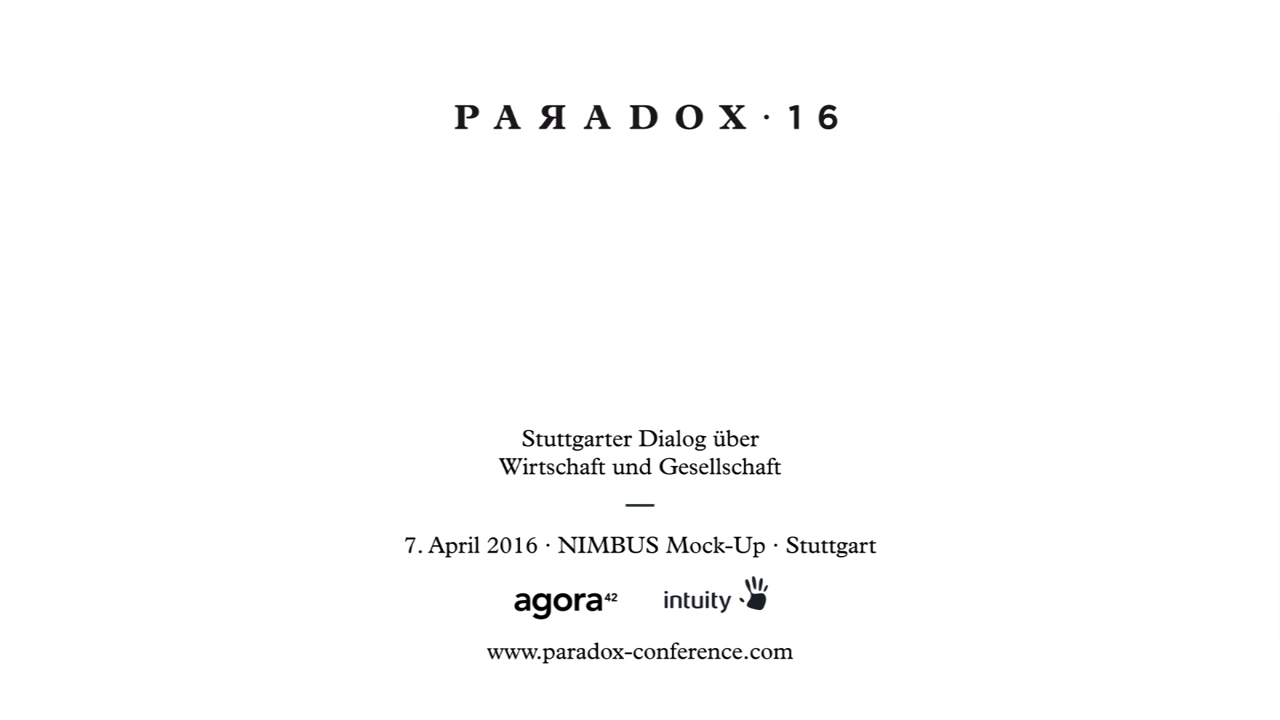 PAЯADOX·16
Stuttgarter Dialog über
Wirtschaft und Gesellschaft
—
7. April 2016 · NIMBUS Mock-Up · Stuttgart
agora42 intuity
www.paradox-conference.com